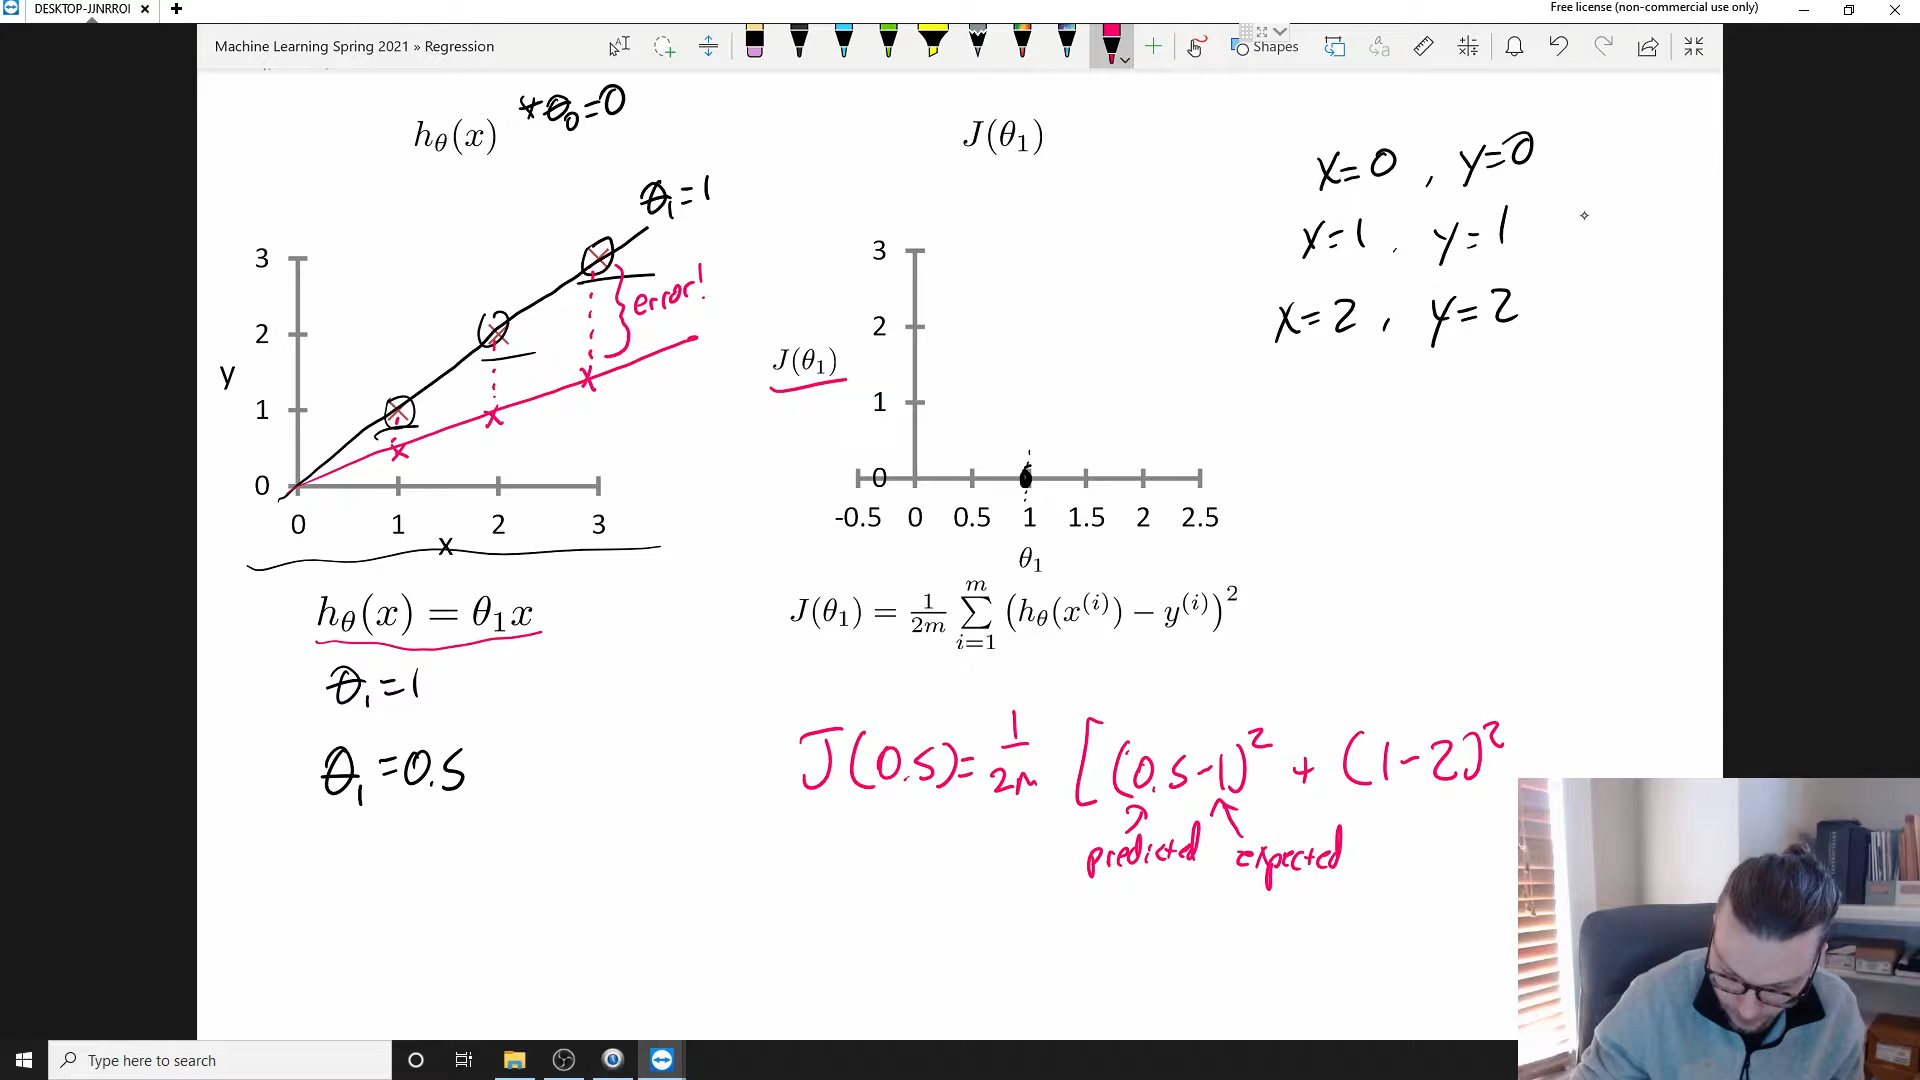 DESKTOP-JJNRROI
Free license (non-commercial use only)
Machine Learning Spring 2021 » Regression
Shapes
hθ(x) *θ₀=0
J(θ₁)
x=0 , y=0
x=1 , y=1
x=2 , y=2
θ₁=1
error!
3
2
1
0
y
0 1 2 3
x
3
2
1
0
J(θ₁)
-0.5 0 0.5 1 1.5 2 2.5
θ₁
hθ(x) = θ₁x
J(θ₁) = 1/2m Σ i=1 m (hθ(x⁽ⁱ⁾) − y⁽ⁱ⁾)²
θ₁=1
θ₁=0.5
J(0.5)= 1/2m [(0.5-1)² + (1-2)²
predicted expected
Type here to search